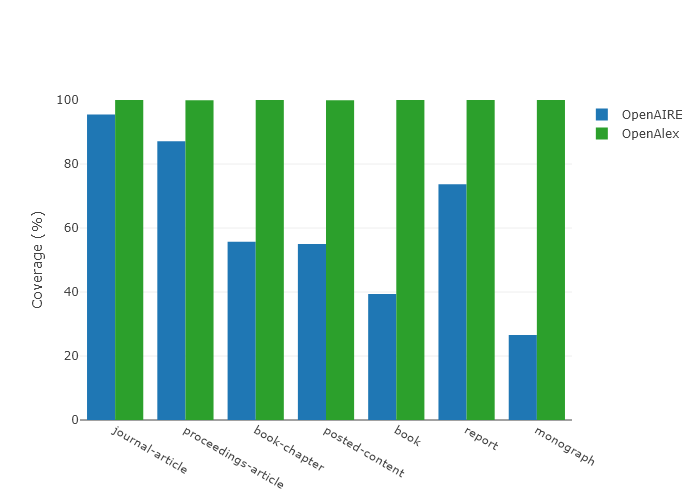 100
80
60
40
20
0
Coverage (%)
journal-article
proceedings-article
book-chapter
posted-content
book
report
monograph
OpenAIRE
OpenAlex